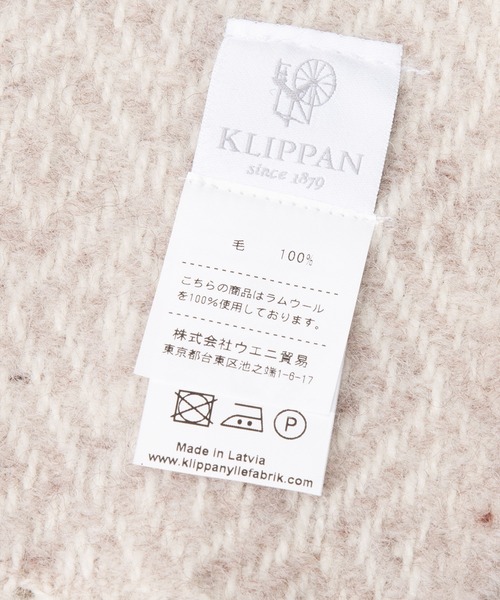 KLIPPAN
since 1879
毛 100%
こちらの商品はラムウール
を100%使用しております。
株式会社ウエニ貿易
東京都台東区池之端1-6-17
P
Made in Latvia
www.klippanyllefabrik.com